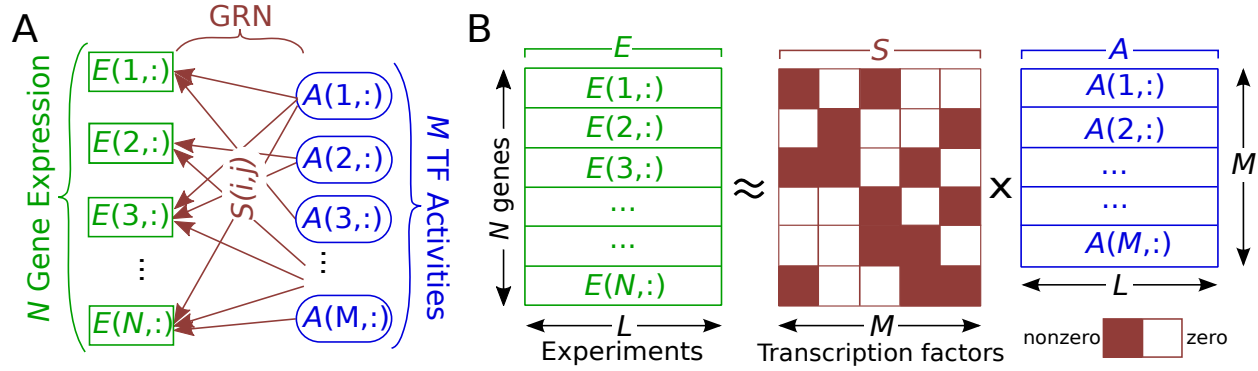 A
GRN
N Gene Expression
E(1,:)
E(2,:)
E(3,:)
...
E(N,:)
S(i,j)
A(1,:)
A(2,:)
A(3,:)
...
A(M,:)
M TF Activities
B
E
S
A
N genes
E(1,:)
E(2,:)
E(3,:)
...
...
E(N,:)
≈
×
A(1,:)
A(2,:)
...
...
A(M,:)
M
L
Experiments
M
Transcription factors
L
nonzero
zero